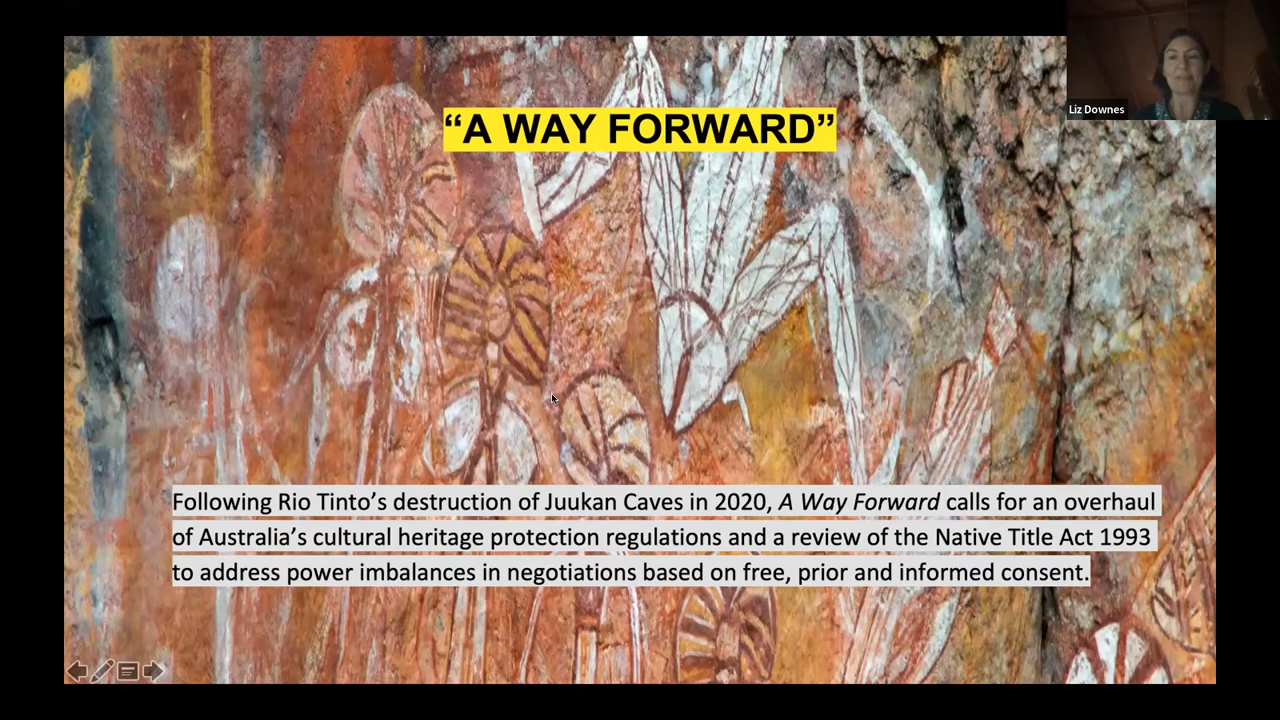 Liz Downes
“A WAY FORWARD”
Following Rio Tinto’s destruction of Juukan Caves in 2020, A Way Forward calls for an overhaul
of Australia’s cultural heritage protection regulations and a review of the Native Title Act 1993
to address power imbalances in negotiations based on free, prior and informed consent.